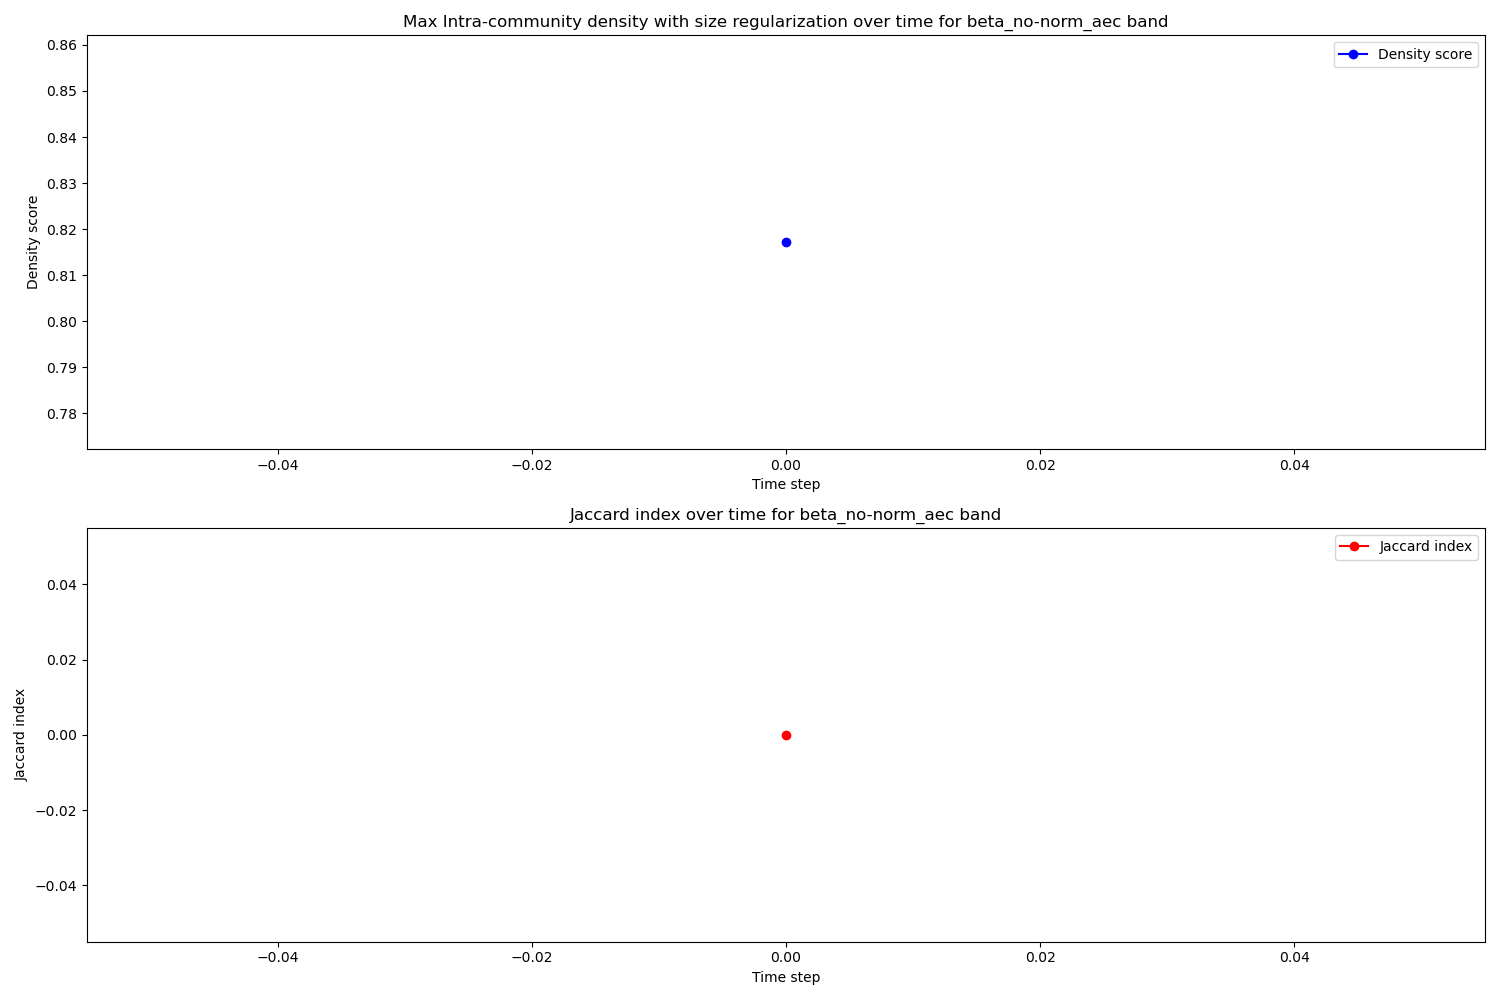 Max Intra-community density with size regularization over time for beta_no-norm_aec band
Density score
0.86
0.85
0.84
0.83
0.82
0.81
0.80
0.79
0.78
Density score
−0.04 −0.02 0.00 0.02 0.04
Time step
Jaccard index over time for beta_no-norm_aec band
Jaccard index
0.04
0.02
0.00
−0.02
−0.04
Jaccard index
−0.04 −0.02 0.00 0.02 0.04
Time step